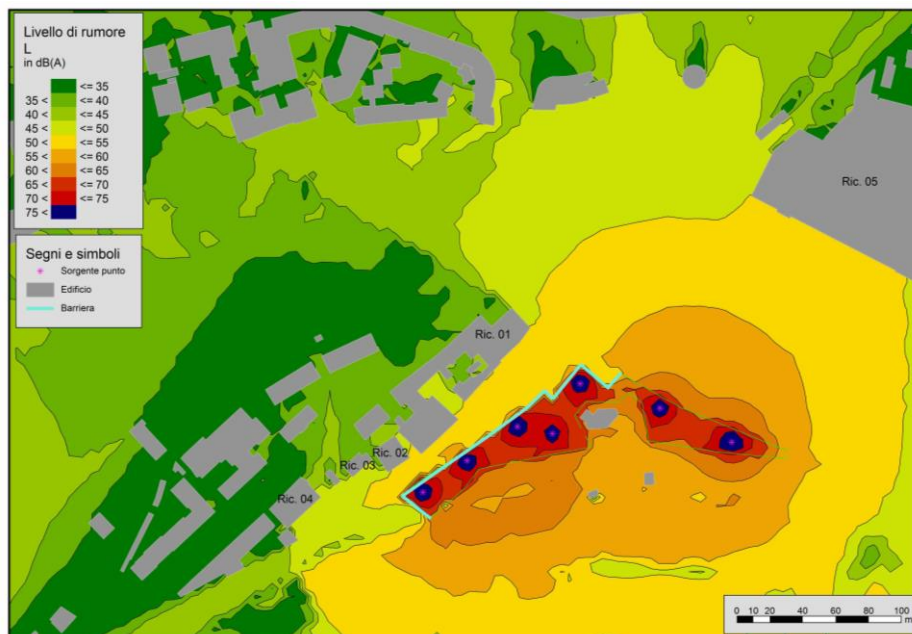 Livello di rumore
L
in dB(A)
<= 35
35 < <= 40
40 < <= 45
45 < <= 50
50 < <= 55
55 < <= 60
60 < <= 65
65 < <= 70
70 < <= 75
75 <
Segni e simboli
Sorgente punto
Edificio
Barriera
Ric. 05
Ric. 01
Ric. 02
Ric. 03
Ric. 04
0 10 20 40 60 80 100
m